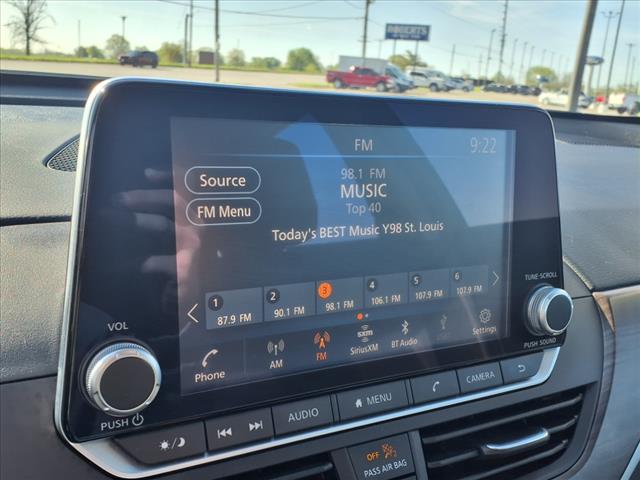 ROBERTS
FM
9:22
Source
98.1 FM
MUSIC
Top 40
FM Menu
Today's BEST Music Y98 St. Louis
1 2 3 4 5 6
87.9 FM 90.1 FM 98.1 FM 106.1 FM 107.9 FM 107.9 FM
Phone AM FM SiriusXM BT Audio Settings
sxm
VOL
PUSH
TUNE·SCROLL
PUSH SOUND
AUDIO
MENU
CAMERA
OFF
PASS AIR BAG